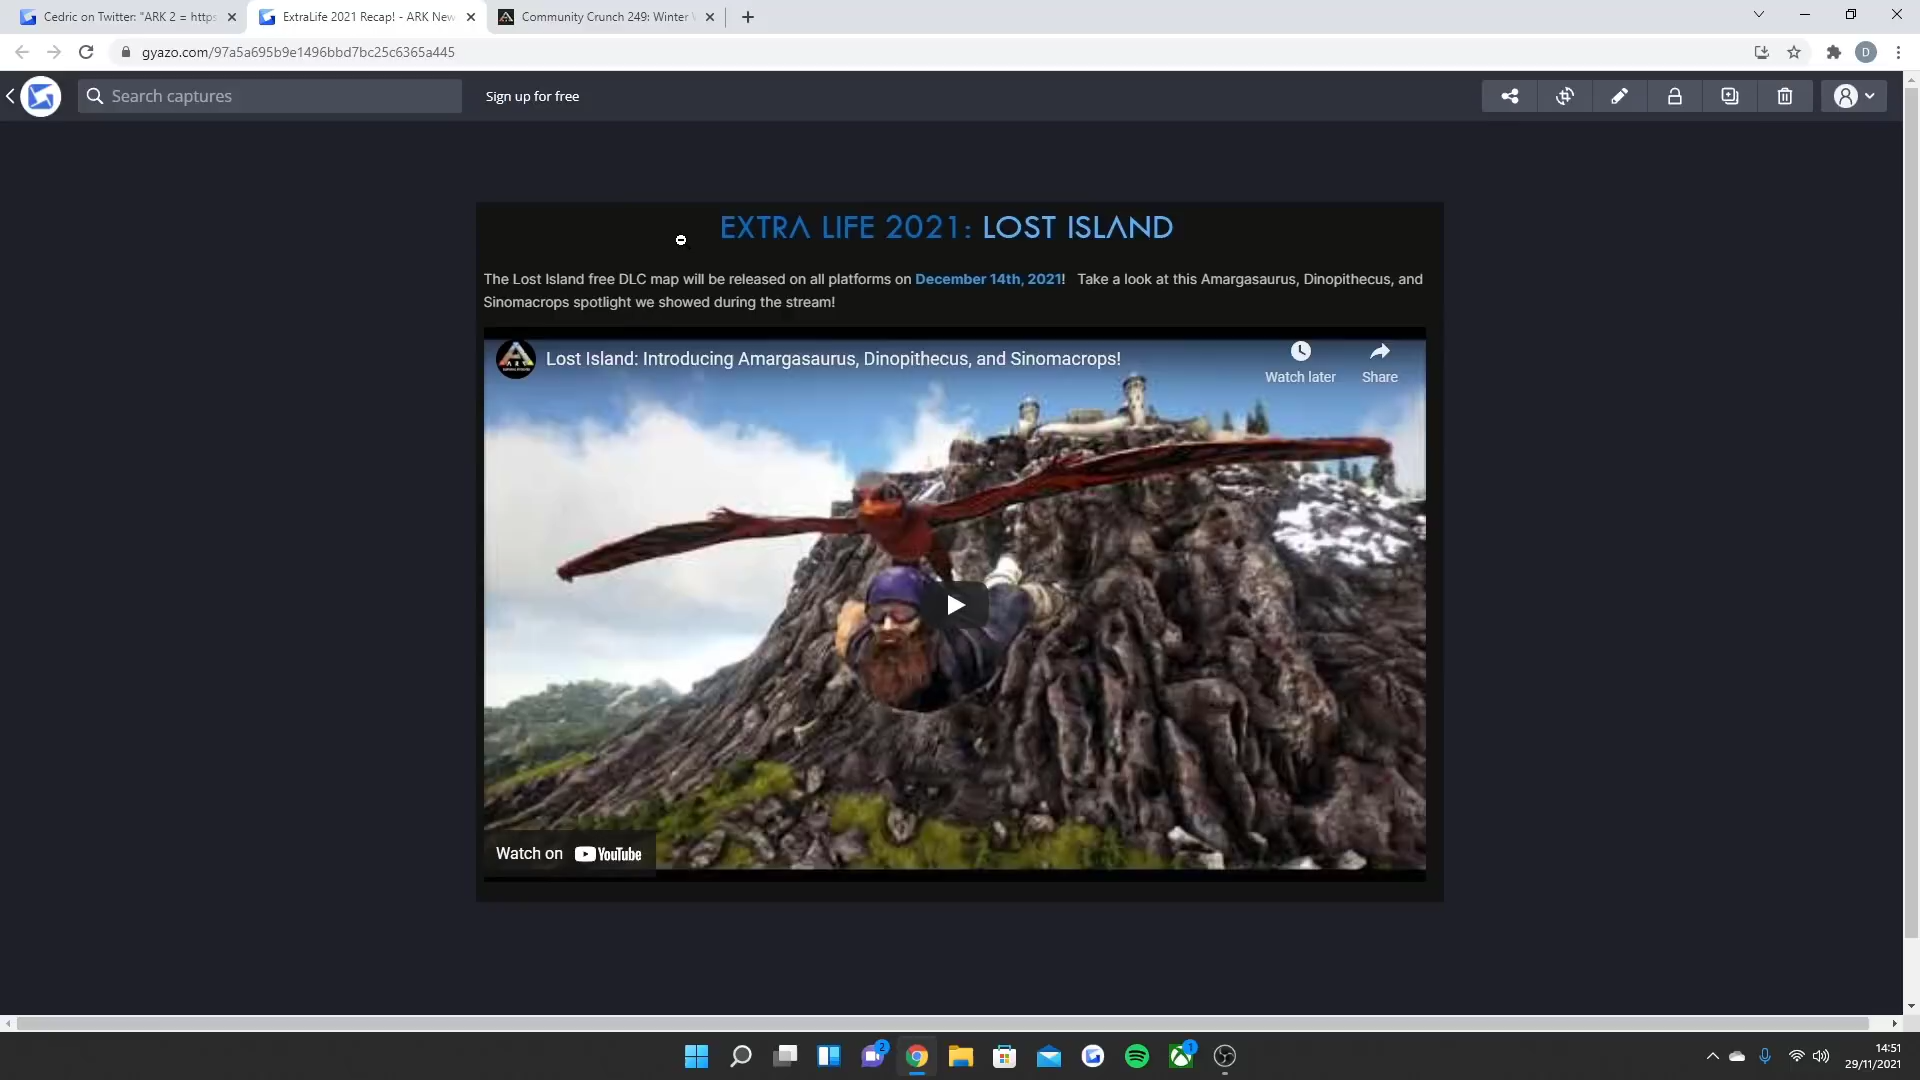 Cedric on Twitter: "ARK 2 = https
ExtraLife 2021 Recap! - ARK New
Community Crunch 249: Winter
gyazo.com/97a5a695b9e1496bbd7bc25c6365a445
D
Search captures
Sign up for free
EXTRA LIFE 2021: LOST ISLAND
The Lost Island free DLC map will be released on all platforms on December 14th, 2021! Take a look at this Amargasaurus, Dinopithecus, and
Sinomacrops spotlight we showed during the stream!
Lost Island: Introducing Amargasaurus, Dinopithecus, and Sinomacrops!
Watch later
Share
Watch on YouTube
2
1
14:51
29/11/2021